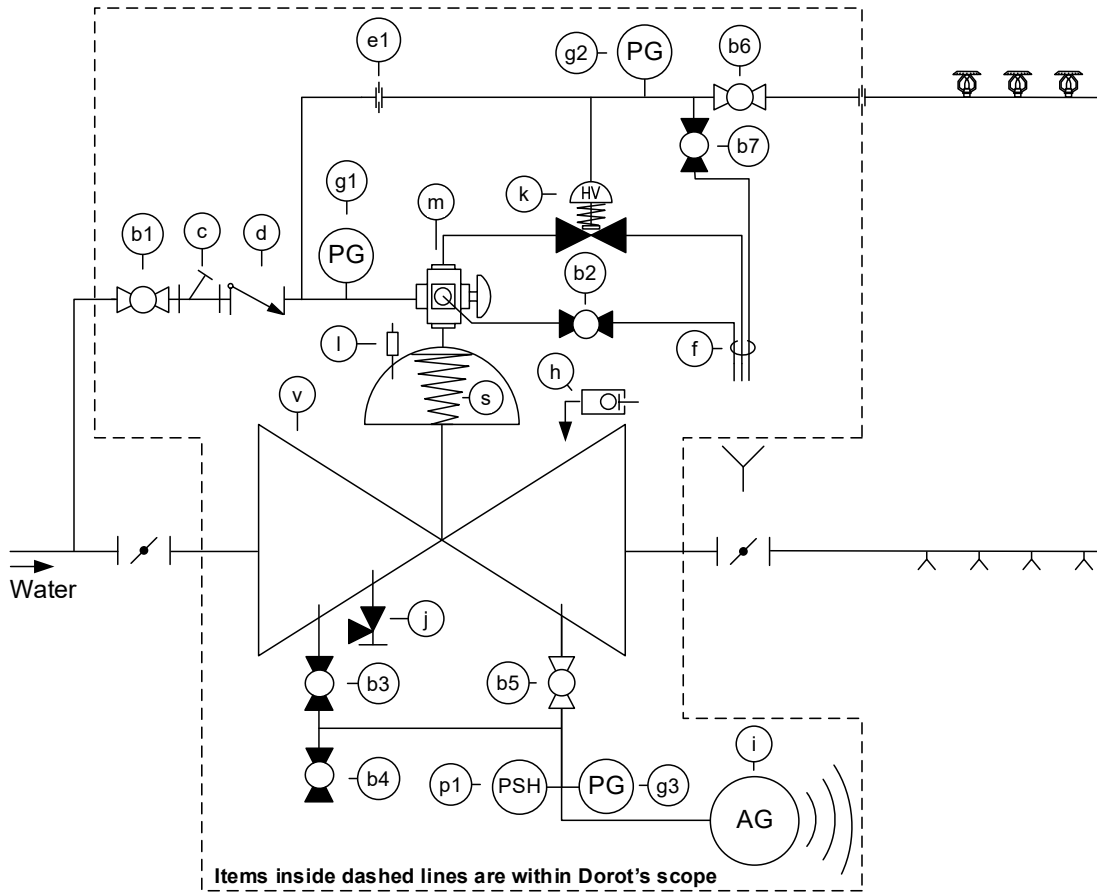 e1
g2
PG
b6
b7
g1
k
HV
m
b1
c
d
PG
b2
l
f
h
v
s
Water
j
b3
b5
i
b4
p1
PSH
PG
g3
AG
Items inside dashed lines are within Dorot's scope